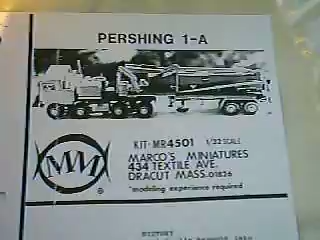 PERSHING 1-A
KIT-MR4501 1/32 SCALE
MARCO'S MINIATURES
434 TEXTILE AVE.
DRACUT MASS.01826
*modeling experience required
MM
®
HISTORY